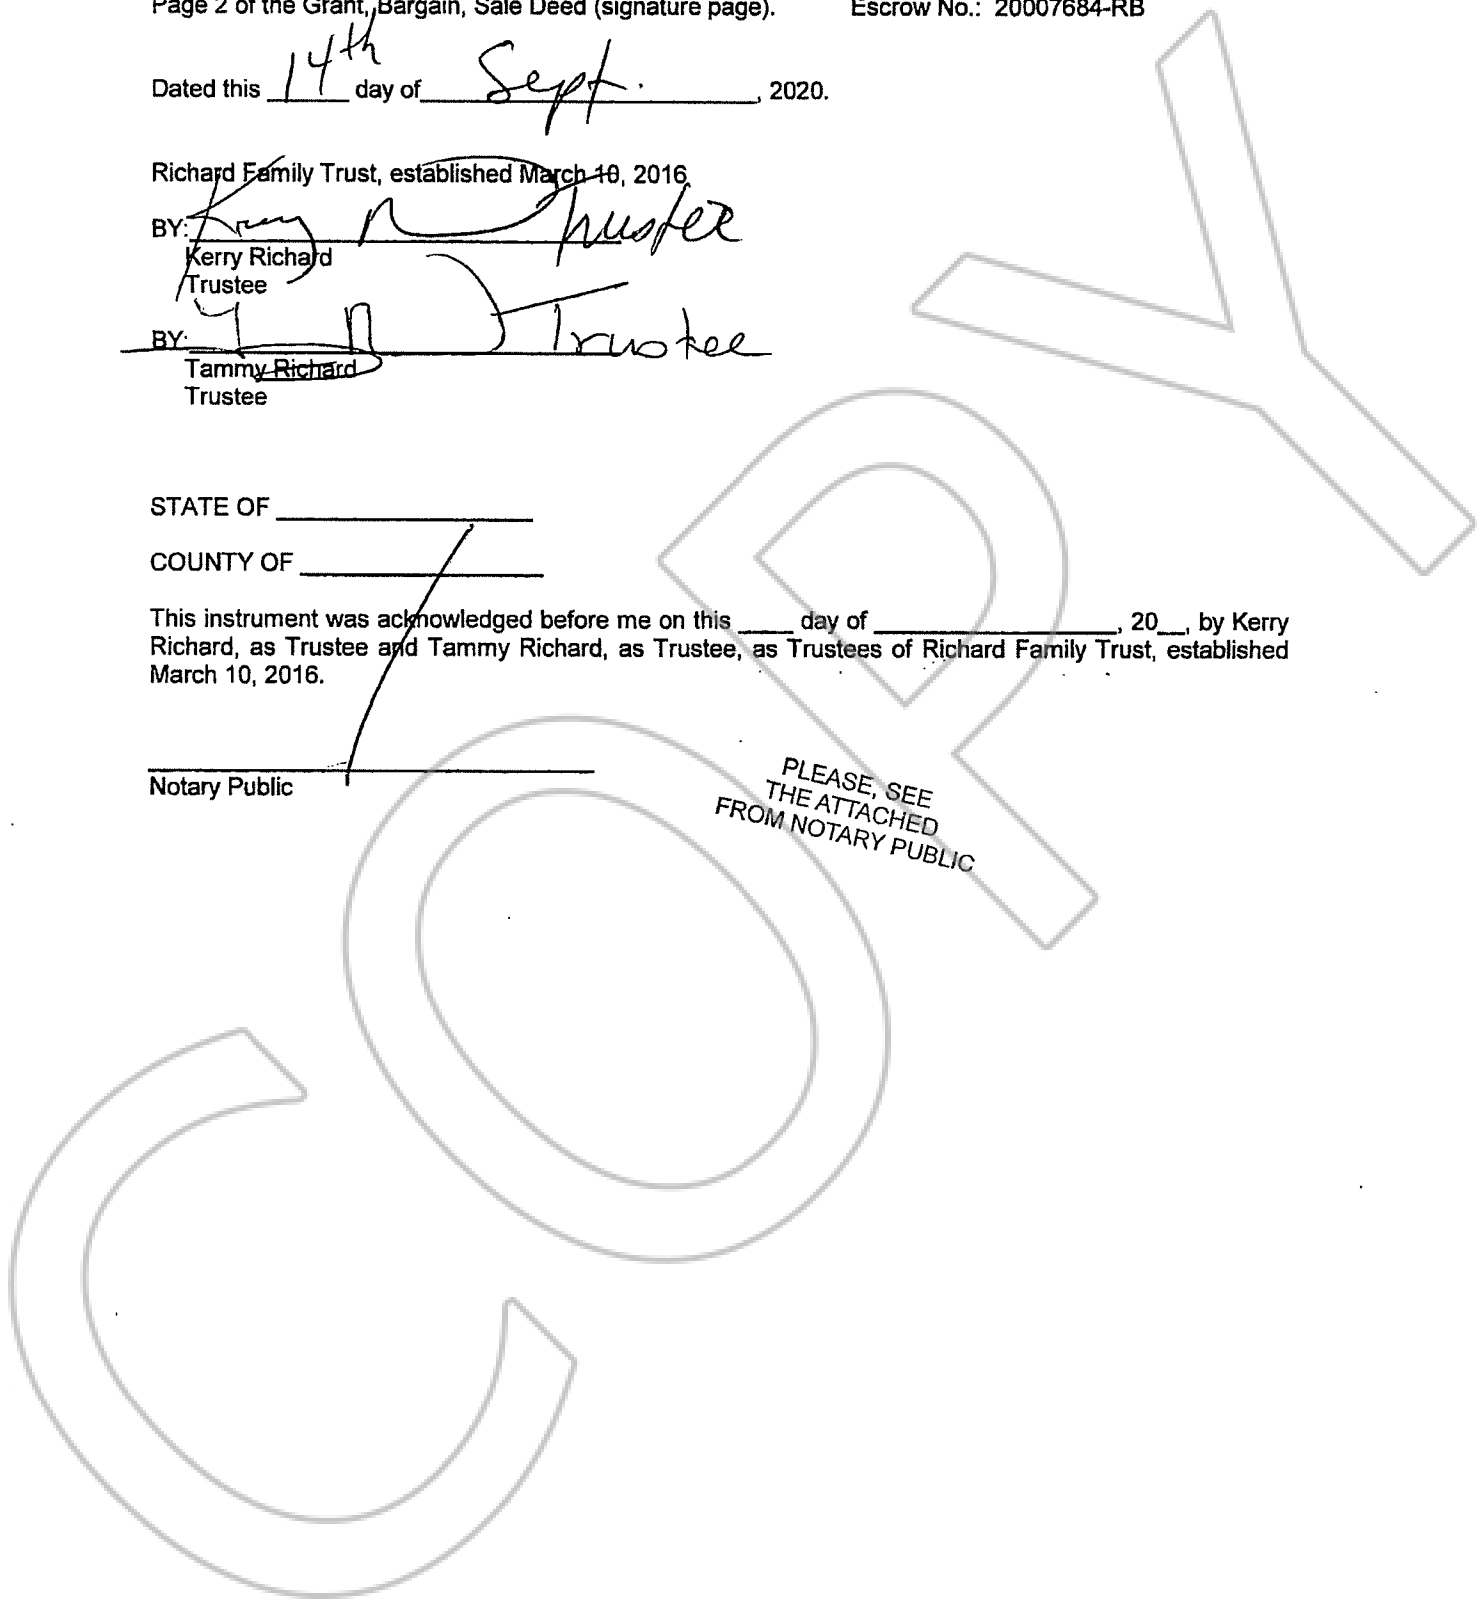 Page 2 of the Grant, Bargain, Sale Deed (signature page). Escrow No.: 20007684-RB
Dated this 14th day of Sept. , 2020.
Richard Family Trust, established March 10, 2016
BY: Trustee
Kerry Richard
Trustee
BY: Trustee
Tammy Richard
Trustee
STATE OF
COUNTY OF
This instrument was acknowledged before me on this ____ day of ____________, 20__, by Kerry
Richard, as Trustee and Tammy Richard, as Trustee, as Trustees of Richard Family Trust, established
March 10, 2016.
Notary Public
PLEASE, SEE
THE ATTACHED
FROM NOTARY PUBLIC
COPY